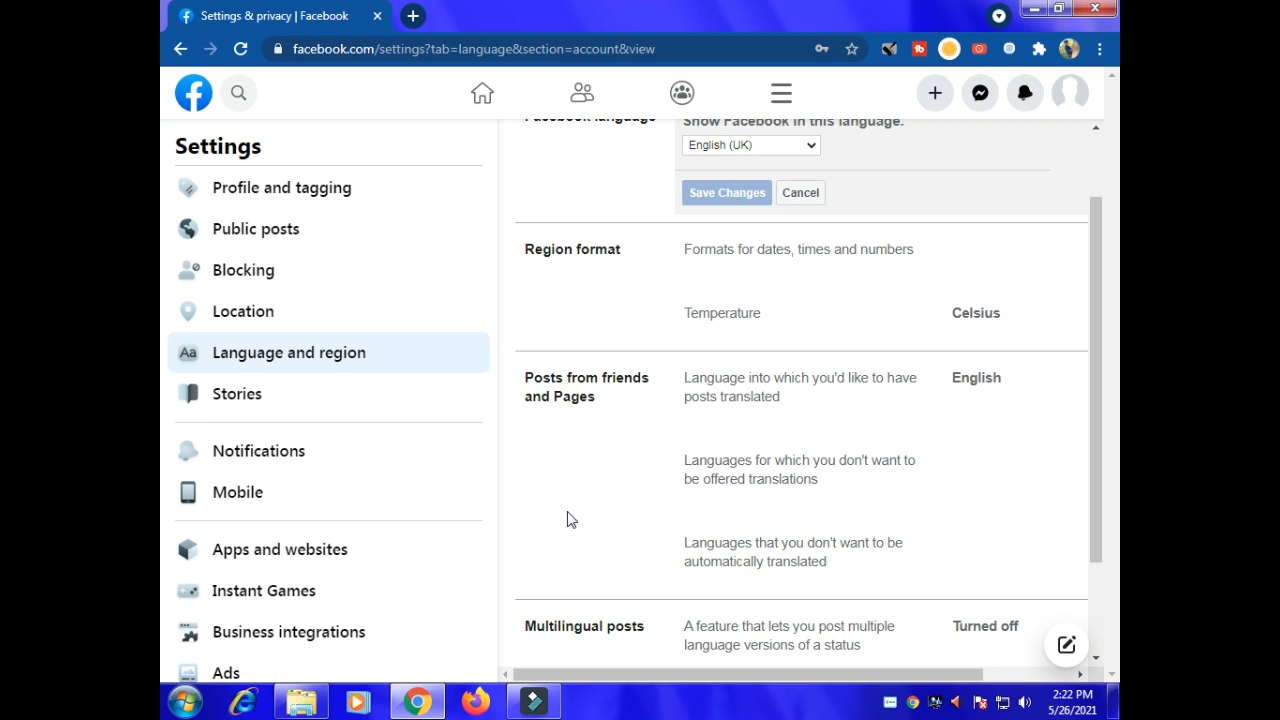 Settings & privacy | Facebook
facebook.com/settings?tab=language&section=account&view
Settings
Profile and tagging
Public posts
Blocking
Location
Aa Language and region
Stories
Notifications
Mobile
Apps and websites
Instant Games
Business integrations
Ads
Facebook language
Show Facebook in this language.
English (UK)
Save Changes Cancel
Region format Formats for dates, times and numbers
Temperature Celsius
Posts from friends and Pages
Language into which you'd like to have posts translated
English
Languages for which you don't want to
be offered translations
Languages that you don't want to be
automatically translated
Multilingual posts A feature that lets you post multiple Turned off
language versions of a status
2:22 PM
5/26/2021